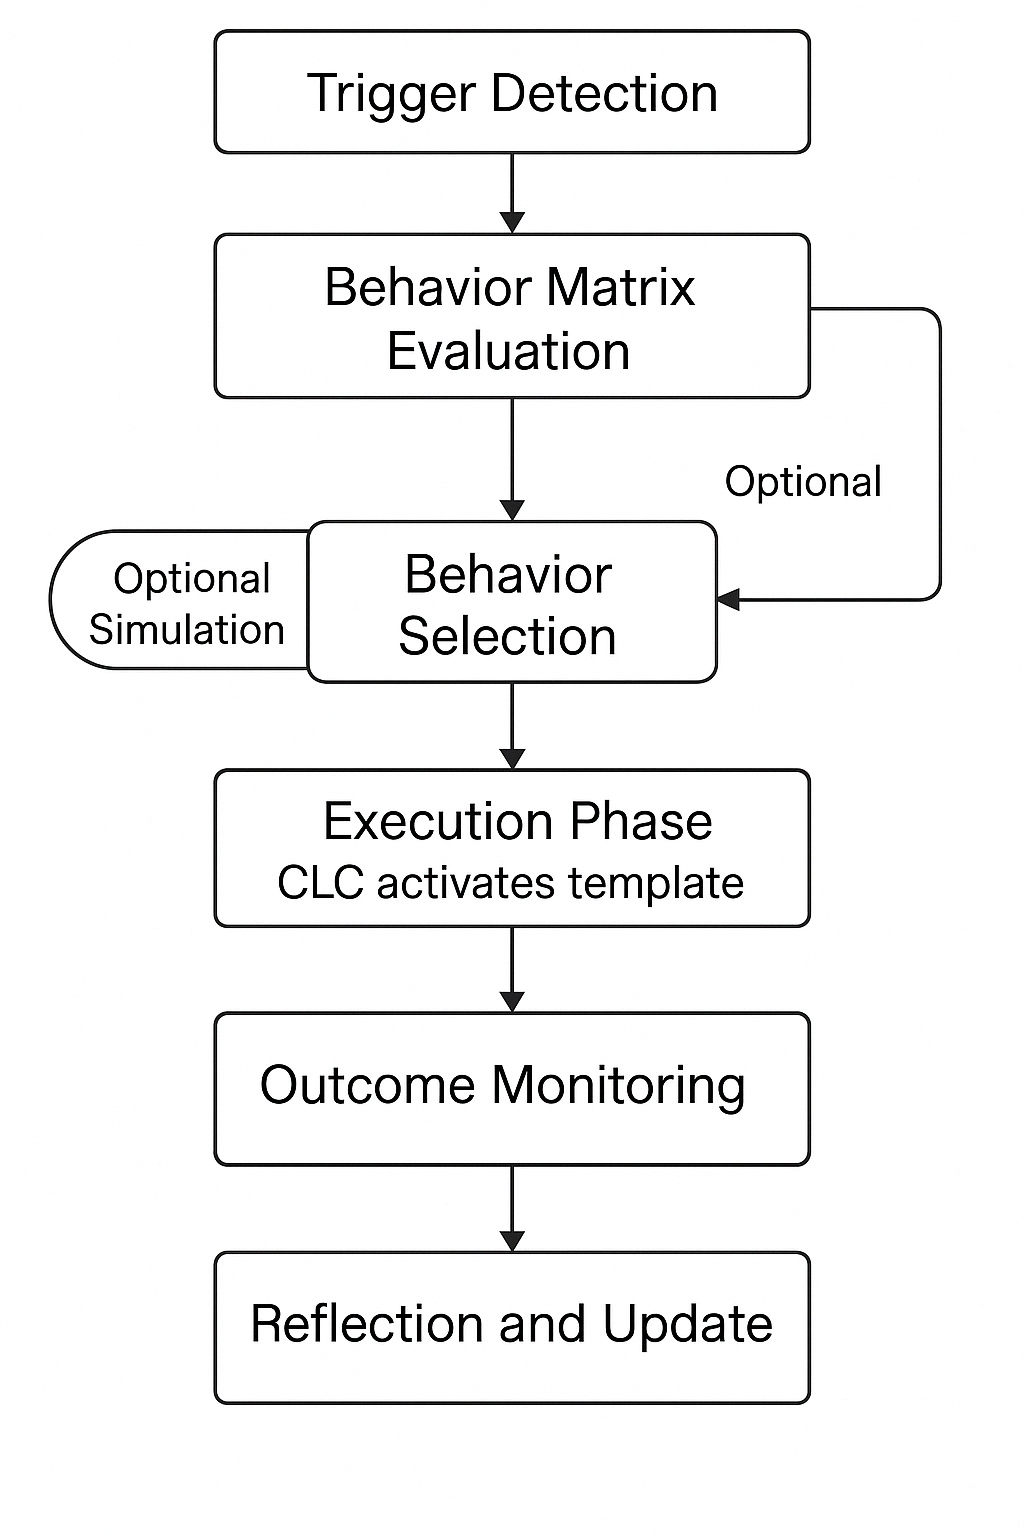 Trigger Detection
Behavior Matrix
Evaluation
Optional
Optional
Simulation
Behavior
Selection
Execution Phase
CLC activates template
Outcome Monitoring
Reflection and Update